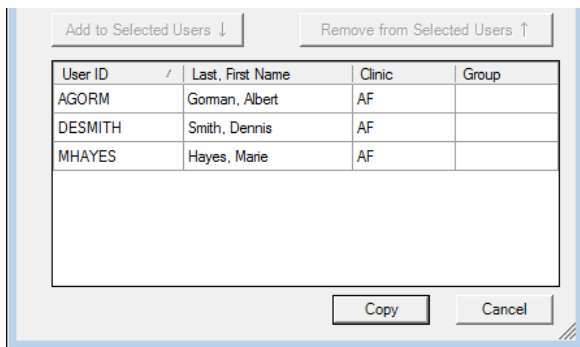 Add to Selected Users ↓ Remove from Selected Users ↑
User ID / Last, First Name Clinic Group
AGORM Gorman, Albert AF
DESMITH Smith, Dennis AF
MHAYES Hayes, Marie AF
Copy Cancel